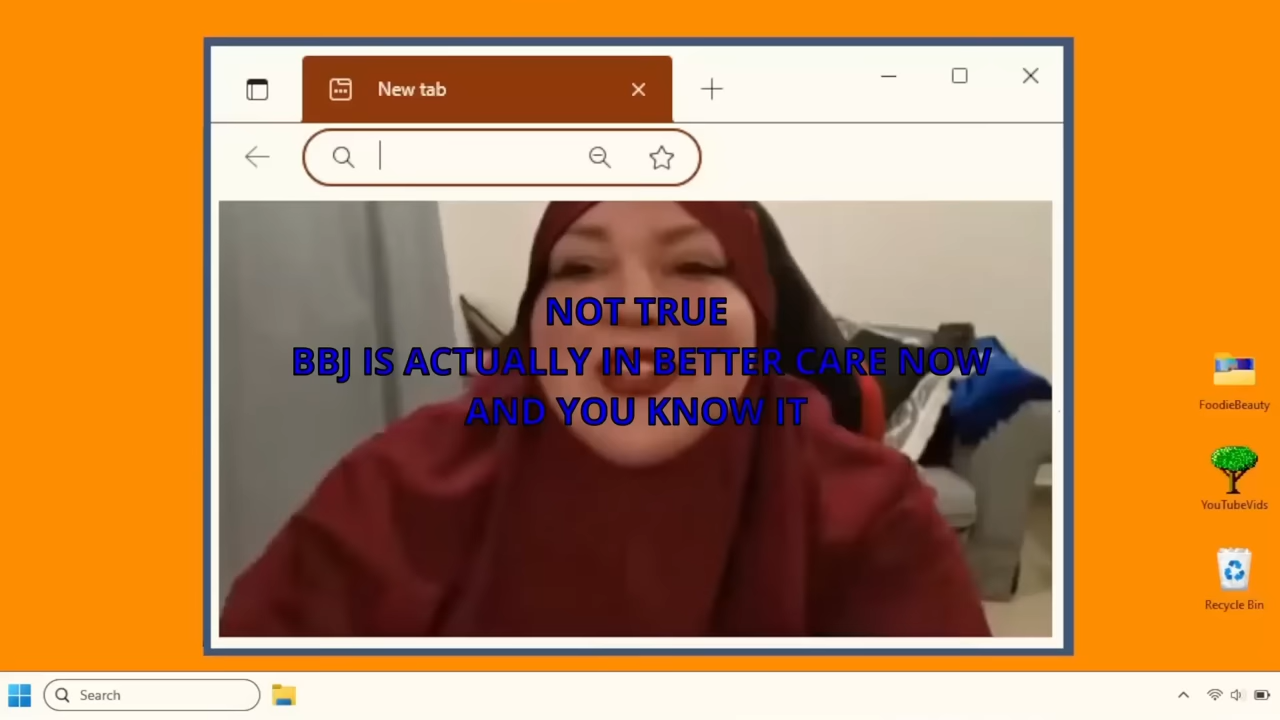 New tab
NOT TRUE
BBJ IS ACTUALLY IN BETTER CARE NOW
AND YOU KNOW IT
FoodieBeauty
YouTubeVids
Recycle Bin
Search